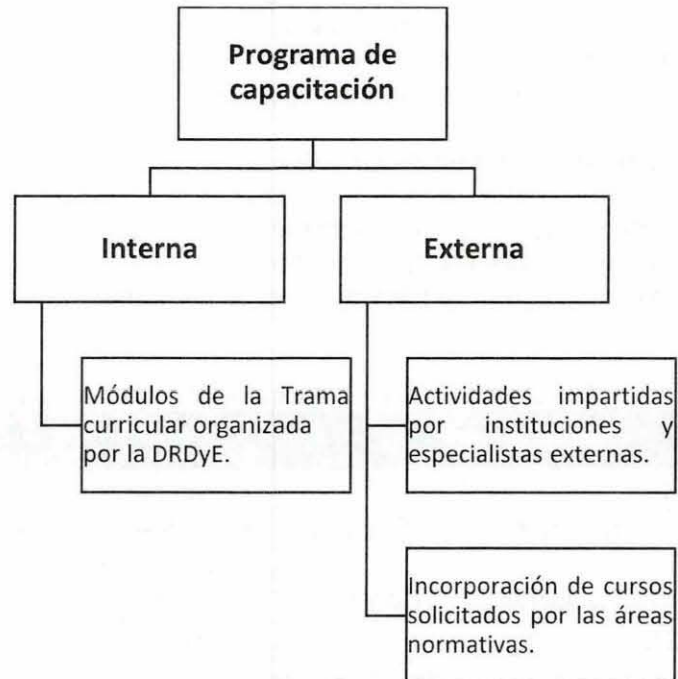 Programa de
capacitación
Interna
Externa
Módulos de la Trama
curricular organizada
por la DRDyE.
Actividades impartidas
por instituciones y
especialistas externas.
Incorporación de cursos
solicitados por las áreas
normativas.